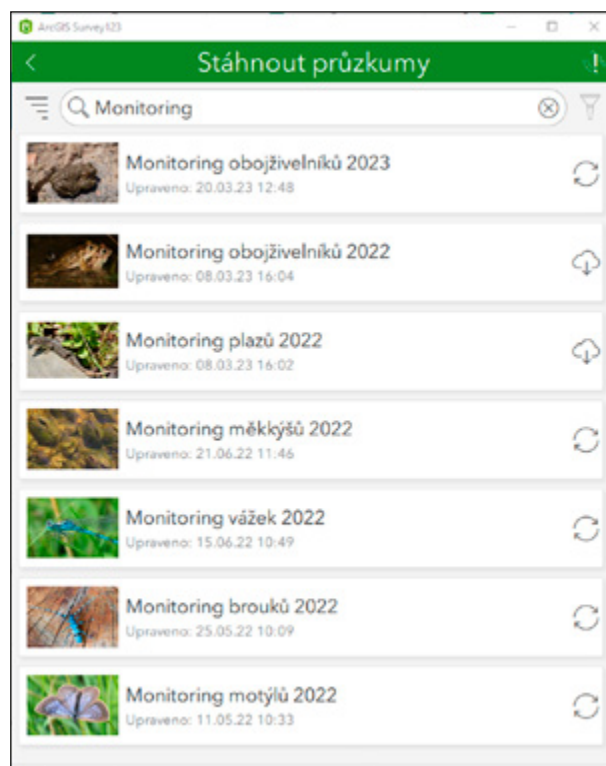 ArcGIS Survey123
Stáhnout průzkumy
Monitoring
Monitoring obojživelníků 2023
Upraveno: 20.03.23 12:48
Monitoring obojživelníků 2022
Upraveno: 08.03.23 16:04
Monitoring plazů 2022
Upraveno: 08.03.23 16:02
Monitoring měkkýšů 2022
Upraveno: 21.06.22 11:46
Monitoring vážek 2022
Upraveno: 15.06.22 10:49
Monitoring brouků 2022
Upraveno: 25.05.22 10:09
Monitoring motýlů 2022
Upraveno: 11.05.22 10:33